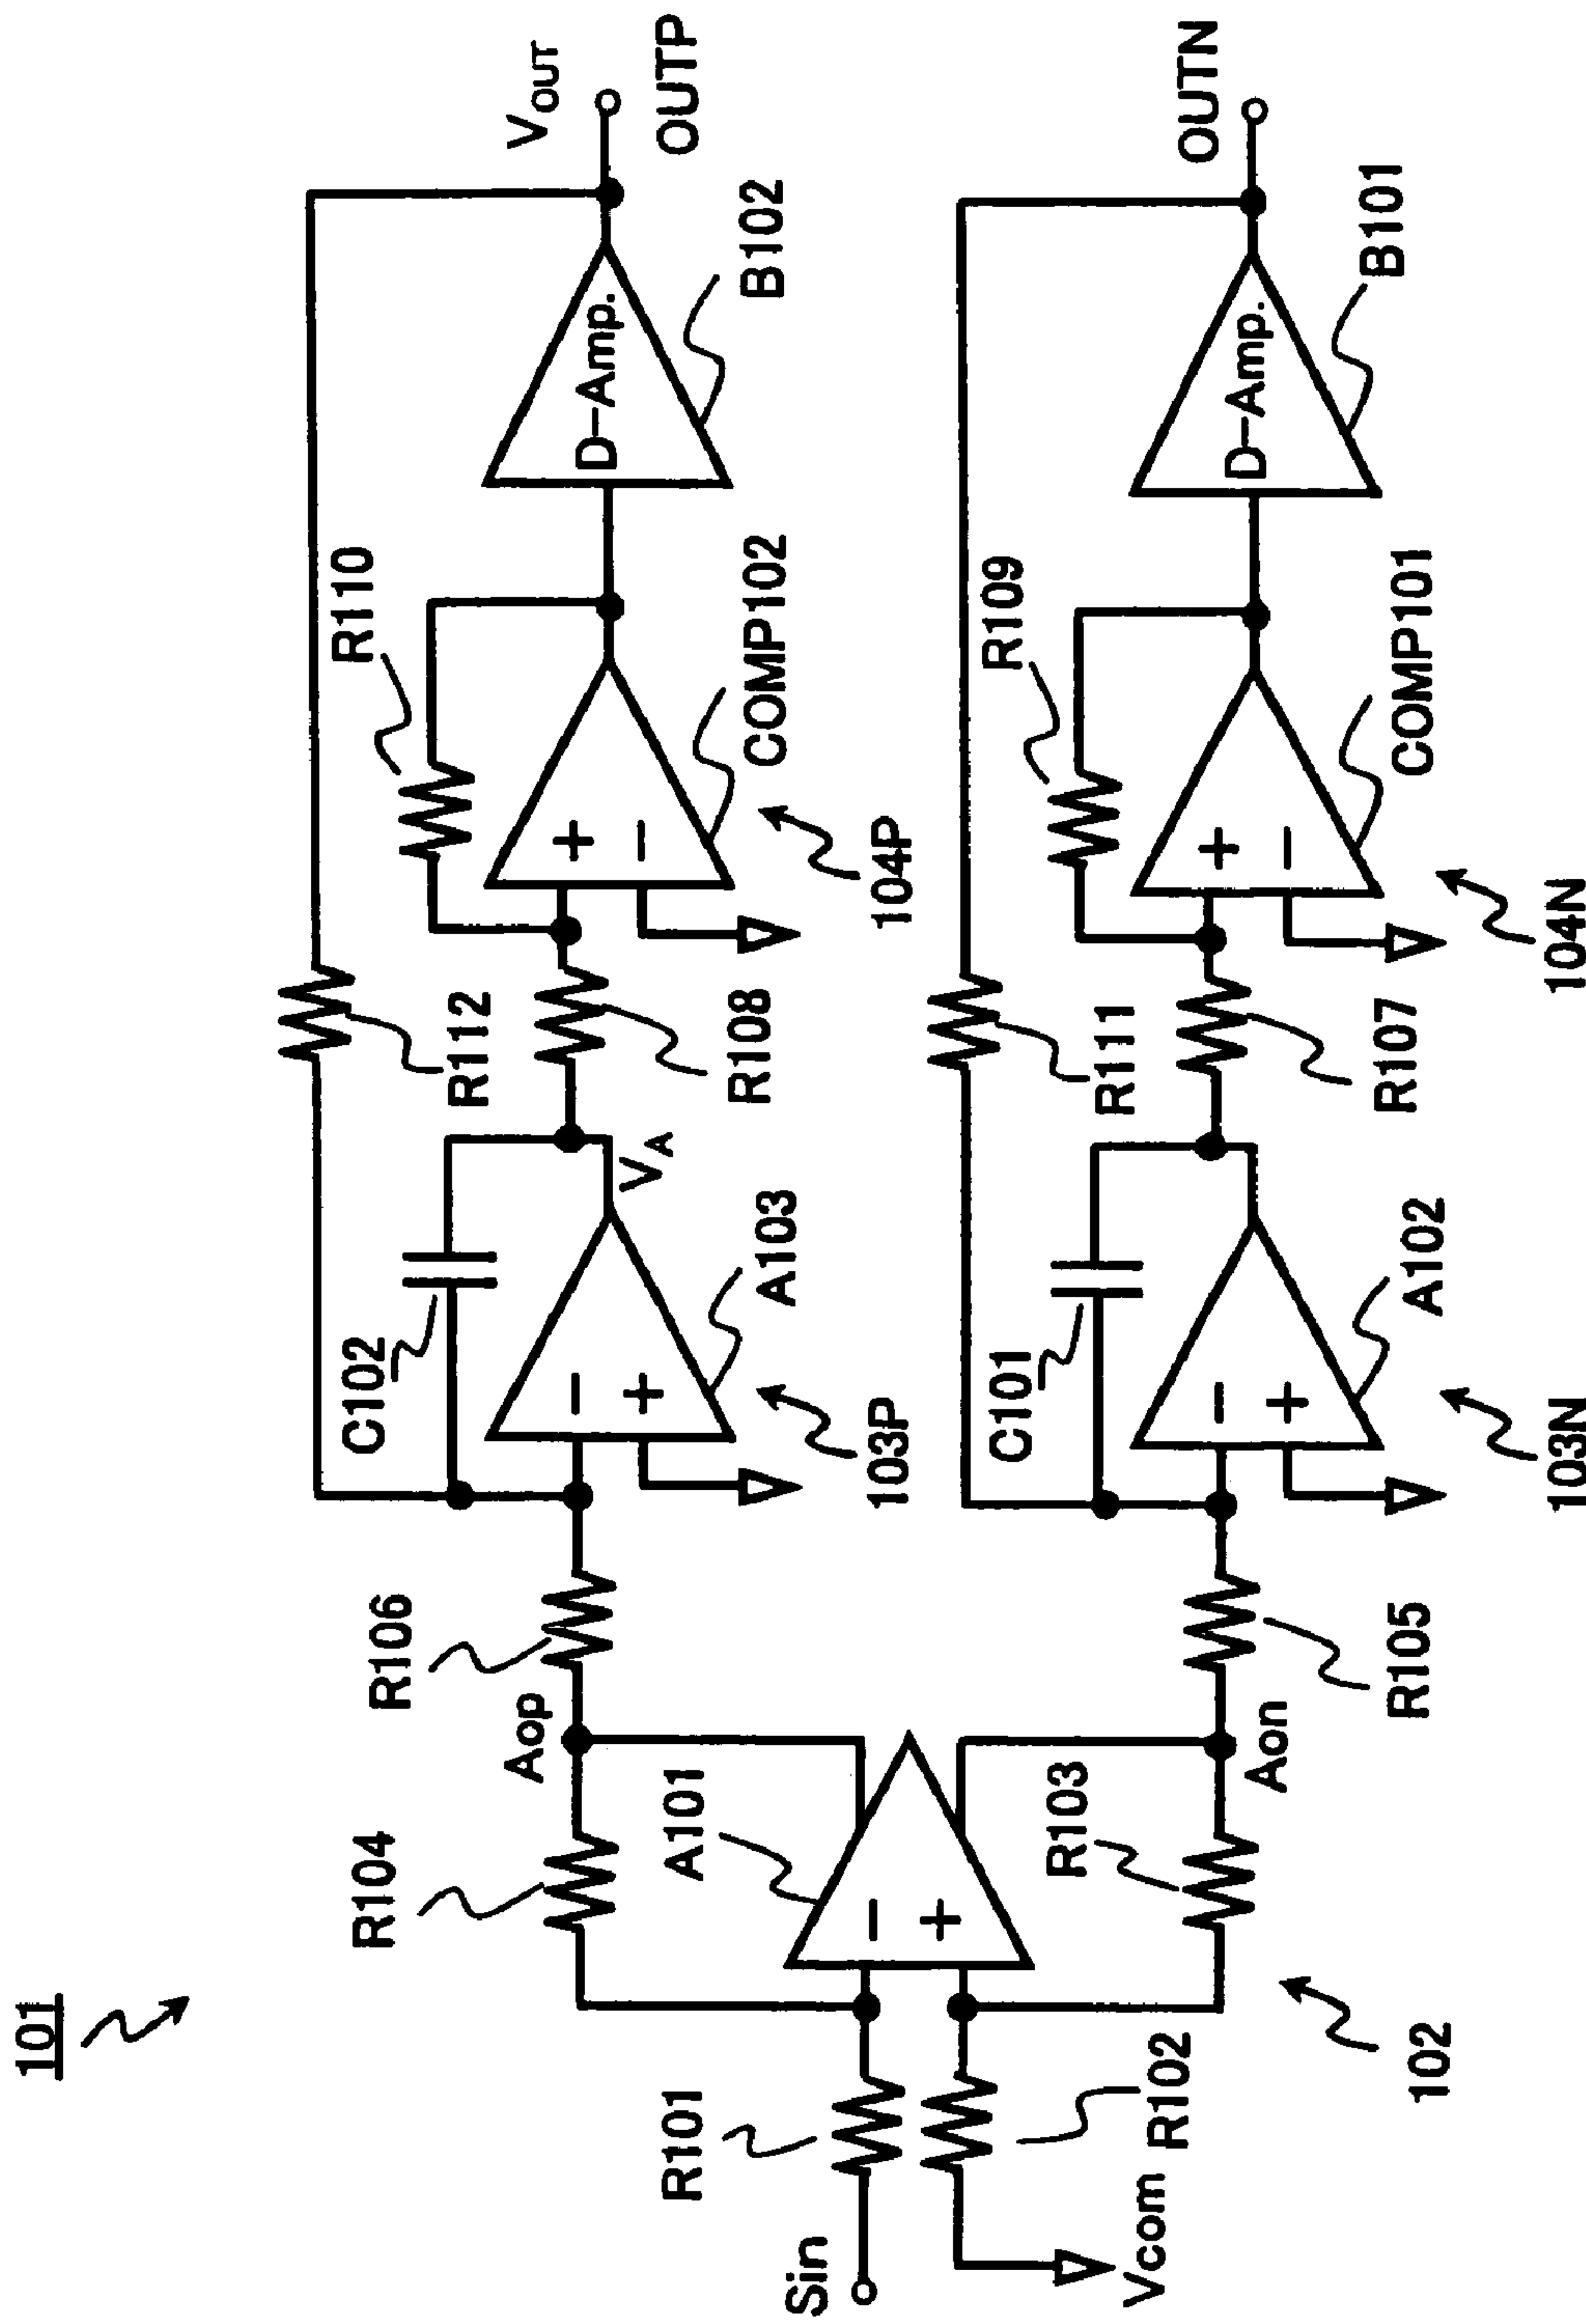 101
Sin
R101
R102
Vcom
102
R104
A101
R103
Aop
Aon
R106
R105
C102
−
+
A103
103P
VA
R112
R108
R110
+
−
COMP102
104P
D-Amp.
B102
VOUT
OUTP
C101
−
+
A102
103N
R111
R107
R109
+
−
COMP101
104N
D-Amp.
B101
OUTN
−
+